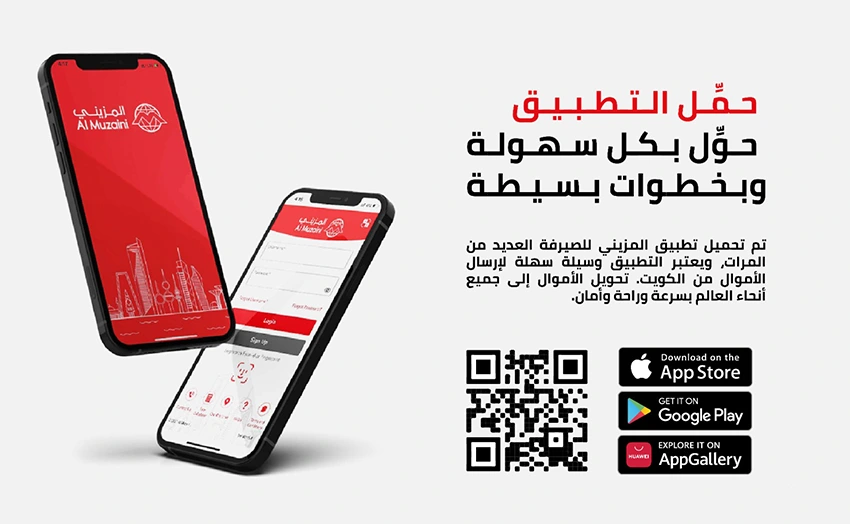 حمِّل التطبيق
حوِّل بكل سهولة
وبخطوات بسيطة
تم تحميل تطبيق المزيني للصيرفة العديد من
المرات، ويعتبر التطبيق وسيلة سهلة لإرسال
الأموال من الكويت. تحويل الأموال إلى جميع
أنحاء العالم بسرعة وراحة وأمان.
Download on the
App Store
GET IT ON
Google Play
HUAWEI
EXPLORE IT ON
AppGallery
المزيني
Al Muzaini
المزيني
Al Muzaini
Login
Sign Up